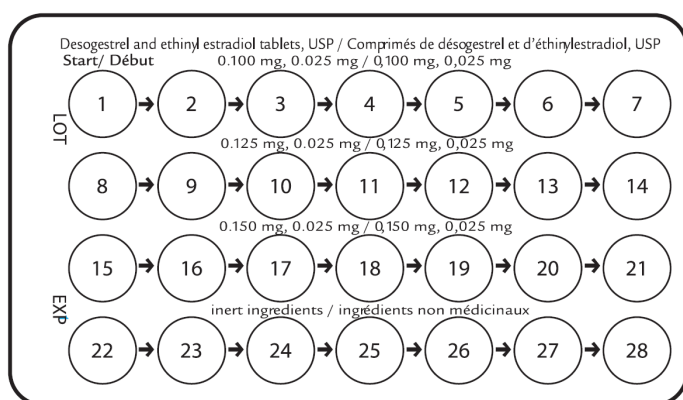 Desogestrel and ethinyl estradiol tablets, USP / Comprimés de désogestrel et d'éthinylestradiol, USP
Start/ Début 0.100 mg, 0.025 mg / 0,100 mg, 0,025 mg
1 2 3 4 5 6 7
LOT
0.125 mg, 0.025 mg / 0,125 mg, 0,025 mg
8 9 10 11 12 13 14
0.150 mg, 0.025 mg / 0,150 mg, 0,025 mg
15 16 17 18 19 20 21
EXP
inert ingredients / ingrédients non médicinaux
22 23 24 25 26 27 28